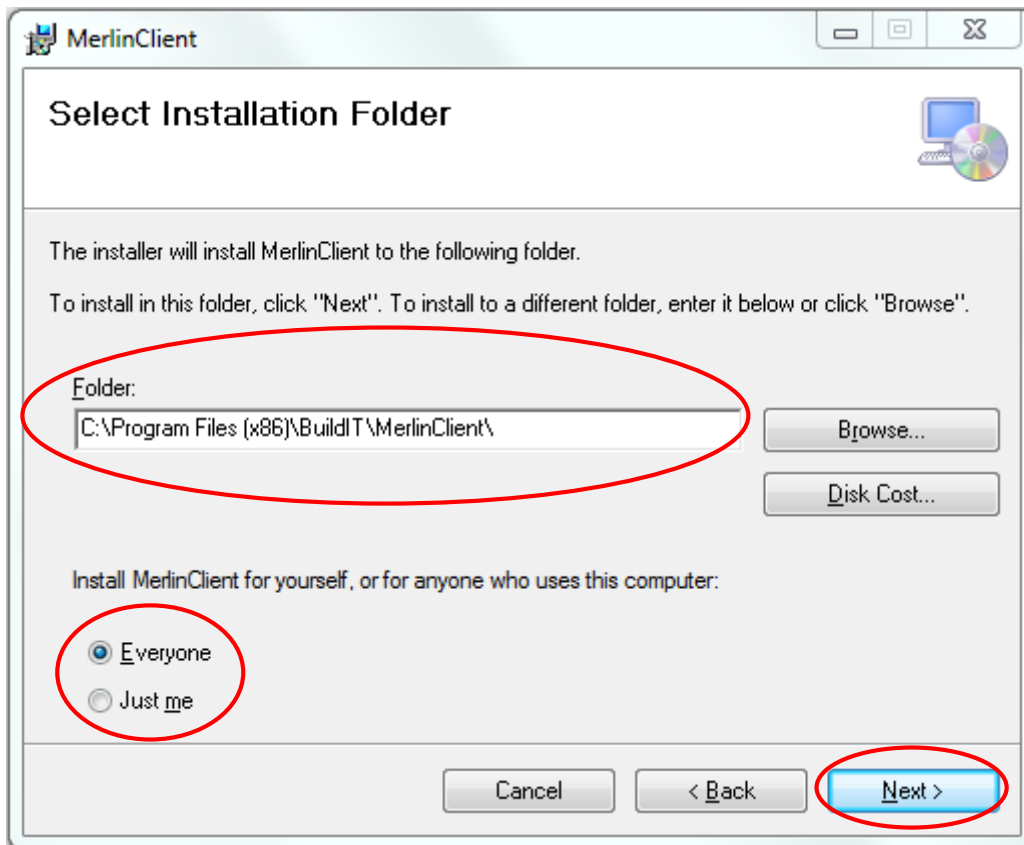 MerlinClient
Select Installation Folder
The installer will install MerlinClient to the following folder.
To install in this folder, click "Next". To install to a different folder, enter it below or click "Browse".
Folder:
C:\Program Files (x86)\BuildIT\MerlinClient\
Browse...
Disk Cost...
Install MerlinClient for yourself, or for anyone who uses this computer:
Everyone
Just me
Cancel
< Back
Next >